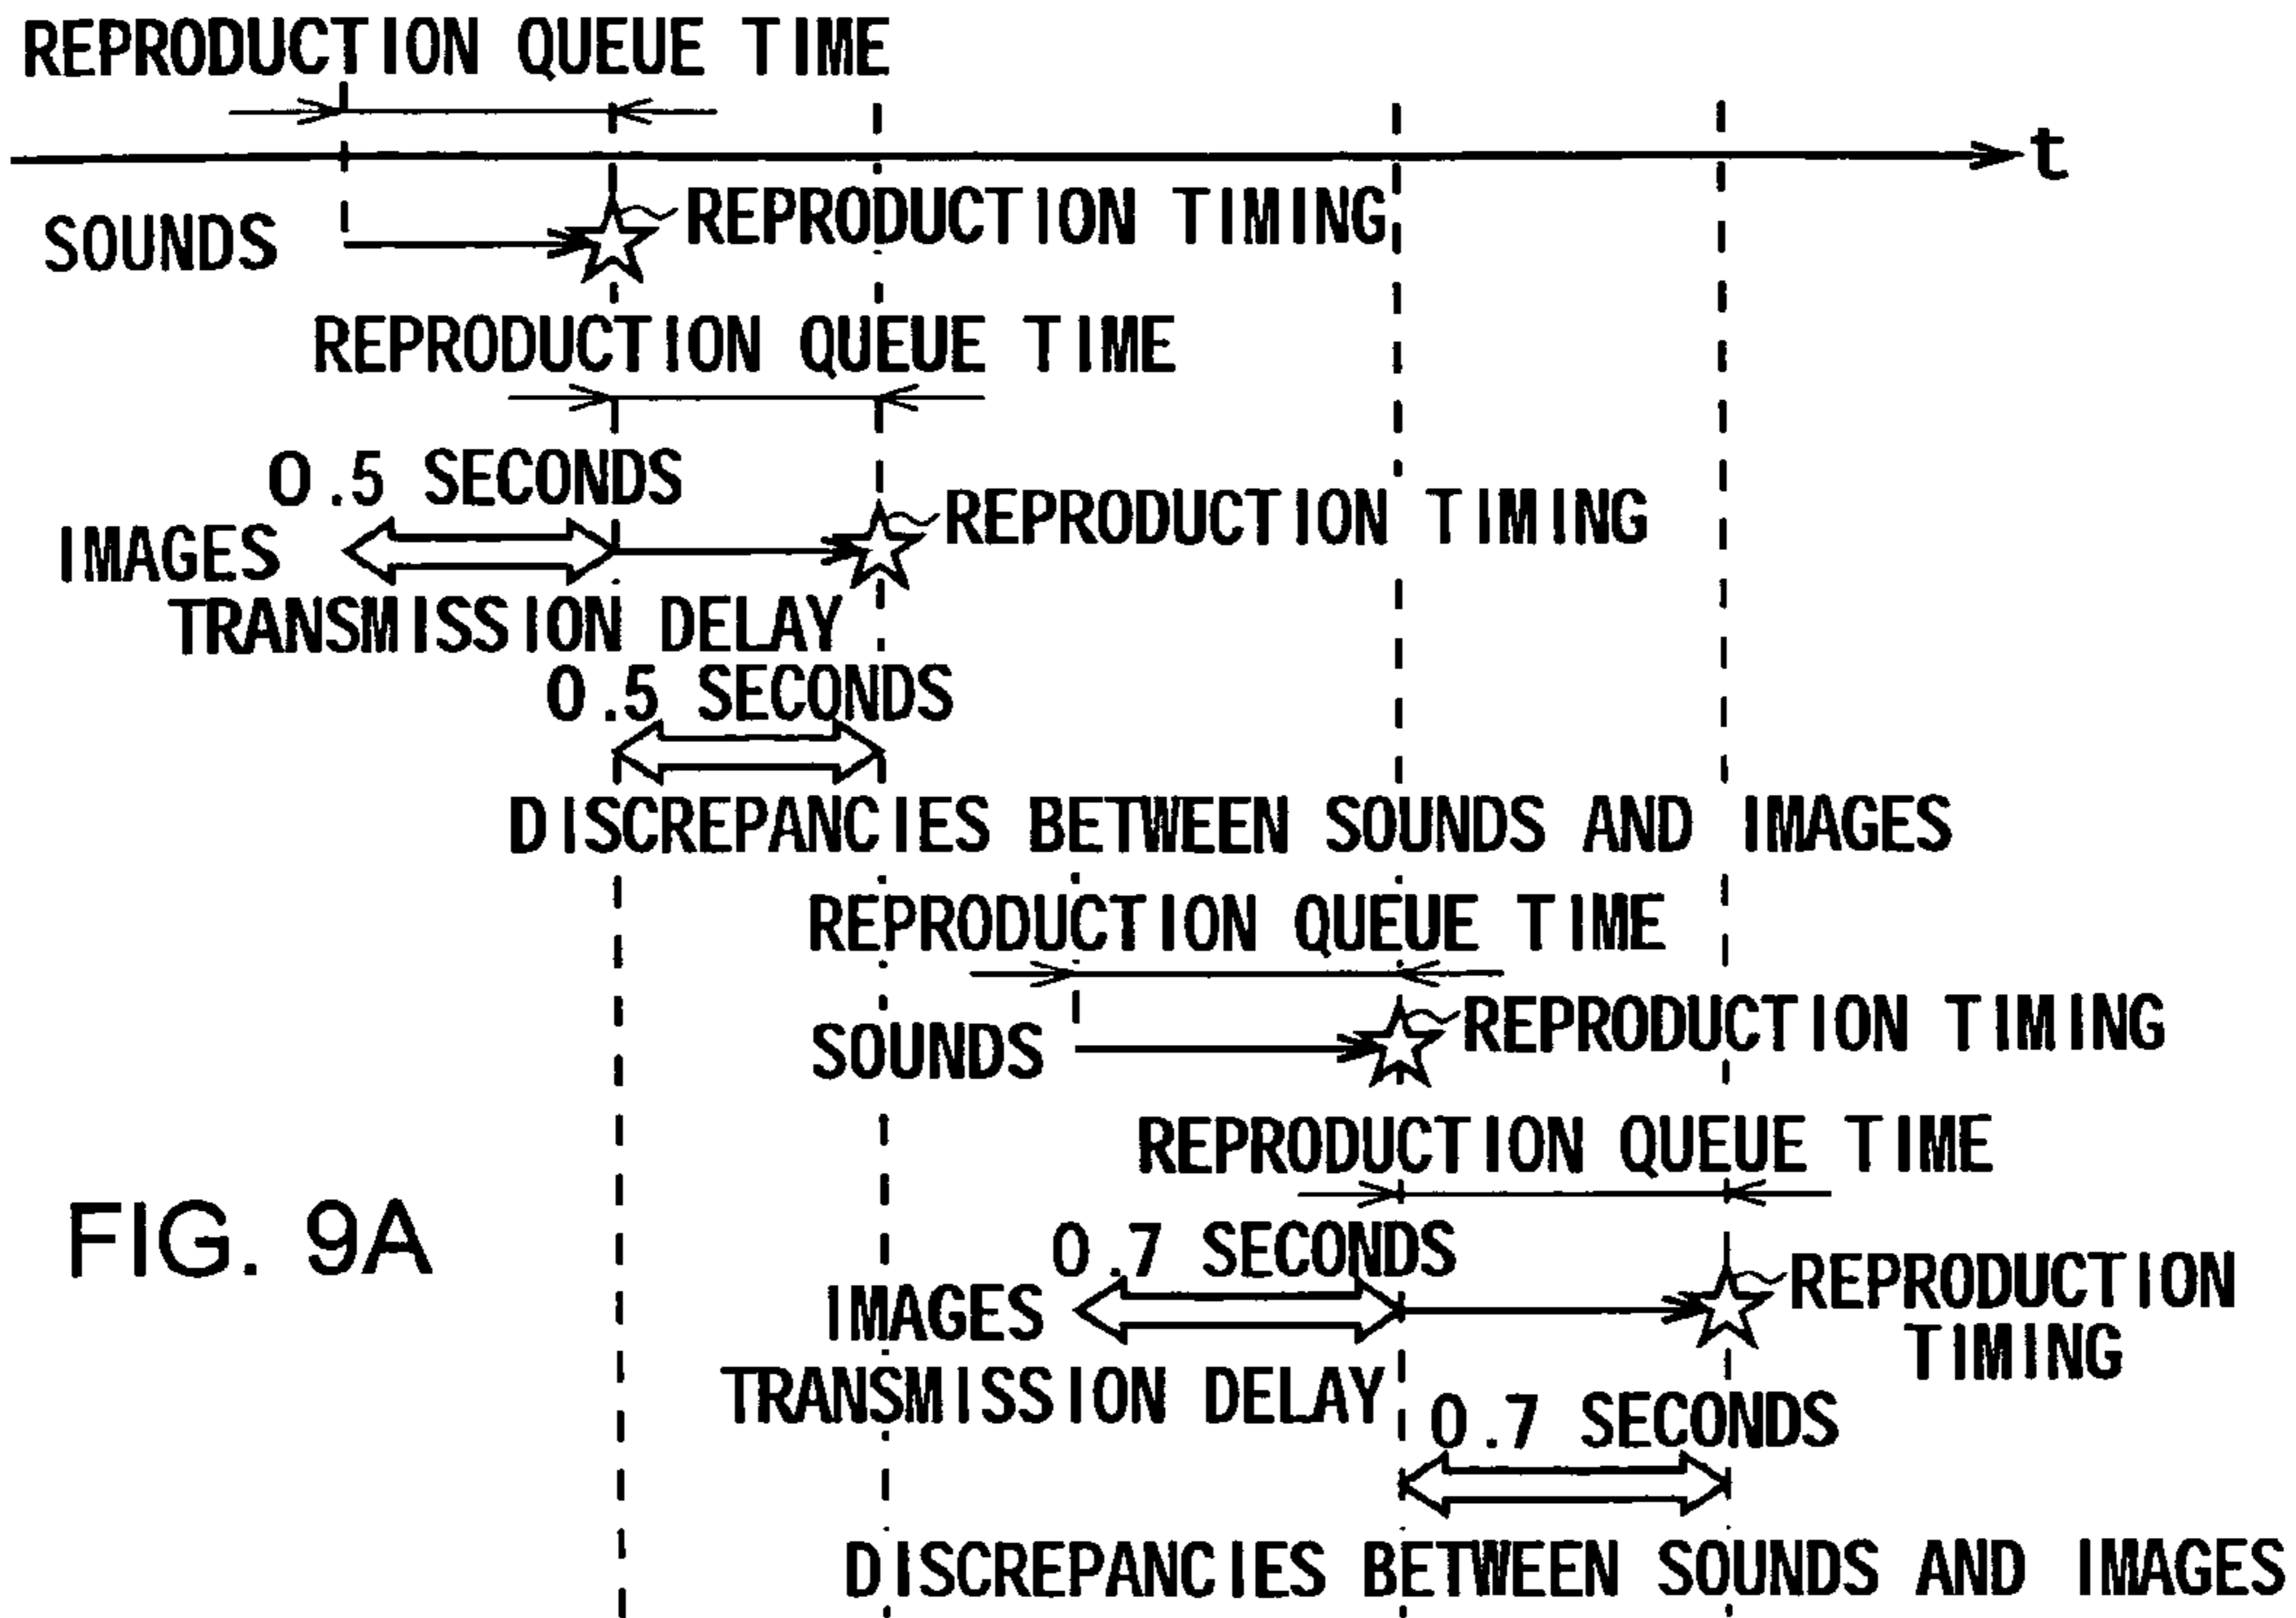 REPRODUCTION QUEUE TIME
t
SOUNDS
REPRODUCTION TIMING
REPRODUCTION QUEUE TIME
0.5 SECONDS
IMAGES
REPRODUCTION TIMING
TRANSMISSION DELAY
0.5 SECONDS
DISCREPANCIES BETWEEN SOUNDS AND IMAGES
REPRODUCTION QUEUE TIME
SOUNDS
REPRODUCTION TIMING
REPRODUCTION QUEUE TIME
FIG. 9A
0.7 SECONDS
IMAGES
REPRODUCTION
TIMING
TRANSMISSION DELAY
0.7 SECONDS
DISCREPANCIES BETWEEN SOUNDS AND IMAGES